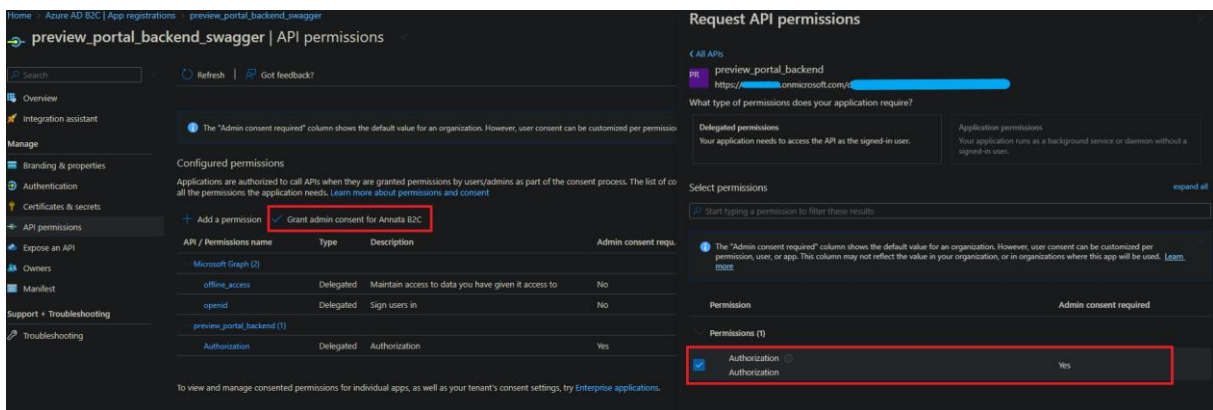 Home > Azure AD B2C | App registrations > preview_portal_backend_swagger
preview_portal_backend_swagger | API permissions
Search
Refresh | Got feedback?
Overview
Integration assistant
Manage
Branding & properties
Authentication
Certificates & secrets
API permissions
Expose an API
Owners
Manifest
Support + Troubleshooting
Troubleshooting
The "Admin consent required" column shows the default value for an organization. However, user consent can be customized per permissio
Configured permissions
Applications are authorized to call APIs when they are granted permissions by users/admins as part of the consent process. The list of co
all the permissions the application needs. Learn more about permissions and consent
Add a permission Grant admin consent for Annata B2C
API / Permissions name Type Description Admin consent requ.
Microsoft Graph (2)
offline_access Delegated Maintain access to data you have given it access to No
openid Delegated Sign users in No
preview_portal_backend (1)
Authorization Delegated Authorization Yes
To view and manage consented permissions for individual apps, as well as your tenant's consent settings, try Enterprise applications.
Request API permissions
All APIs
PR preview_portal_backend
https:// .onmicrosoft.com/
What type of permissions does your application require?
Delegated permissions
Your application needs to access the API as the signed-in user.
Application permissions
Your application runs as a background service or daemon without a
signed-in user.
Select permissions expand all
Start typing a permission to filter these results
The "Admin consent required" column shows the default value for an organization. However, user consent can be customized per
permission, user, or app. This column may not reflect the value in your organization, or in organizations where this app will be used. Learn
more
Permission Admin consent required
Permissions (1)
Authorization Yes
Authorization